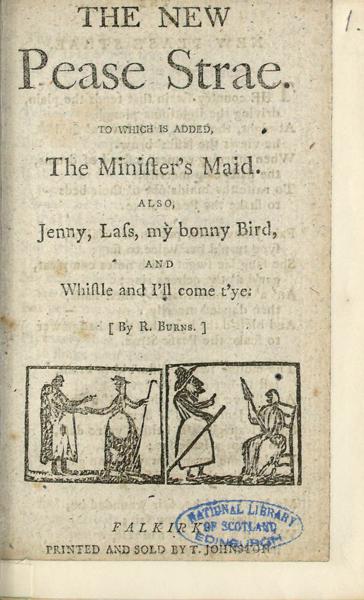 1.
THE NEW
Pease Strae.
TO WHICH IS ADDED,
The Miniſter's Maid.
ALSO,
Jenny, Laſs, my bonny Bird,
AND
Whiſtle and I'll come t'ye.
[ By R. BURNS. ]
FALKIRK
PRINTED AND SOLD BY T. JOHNSTON.
NATIONAL LIBRARY
OF SCOTLAND
EDINBURGH